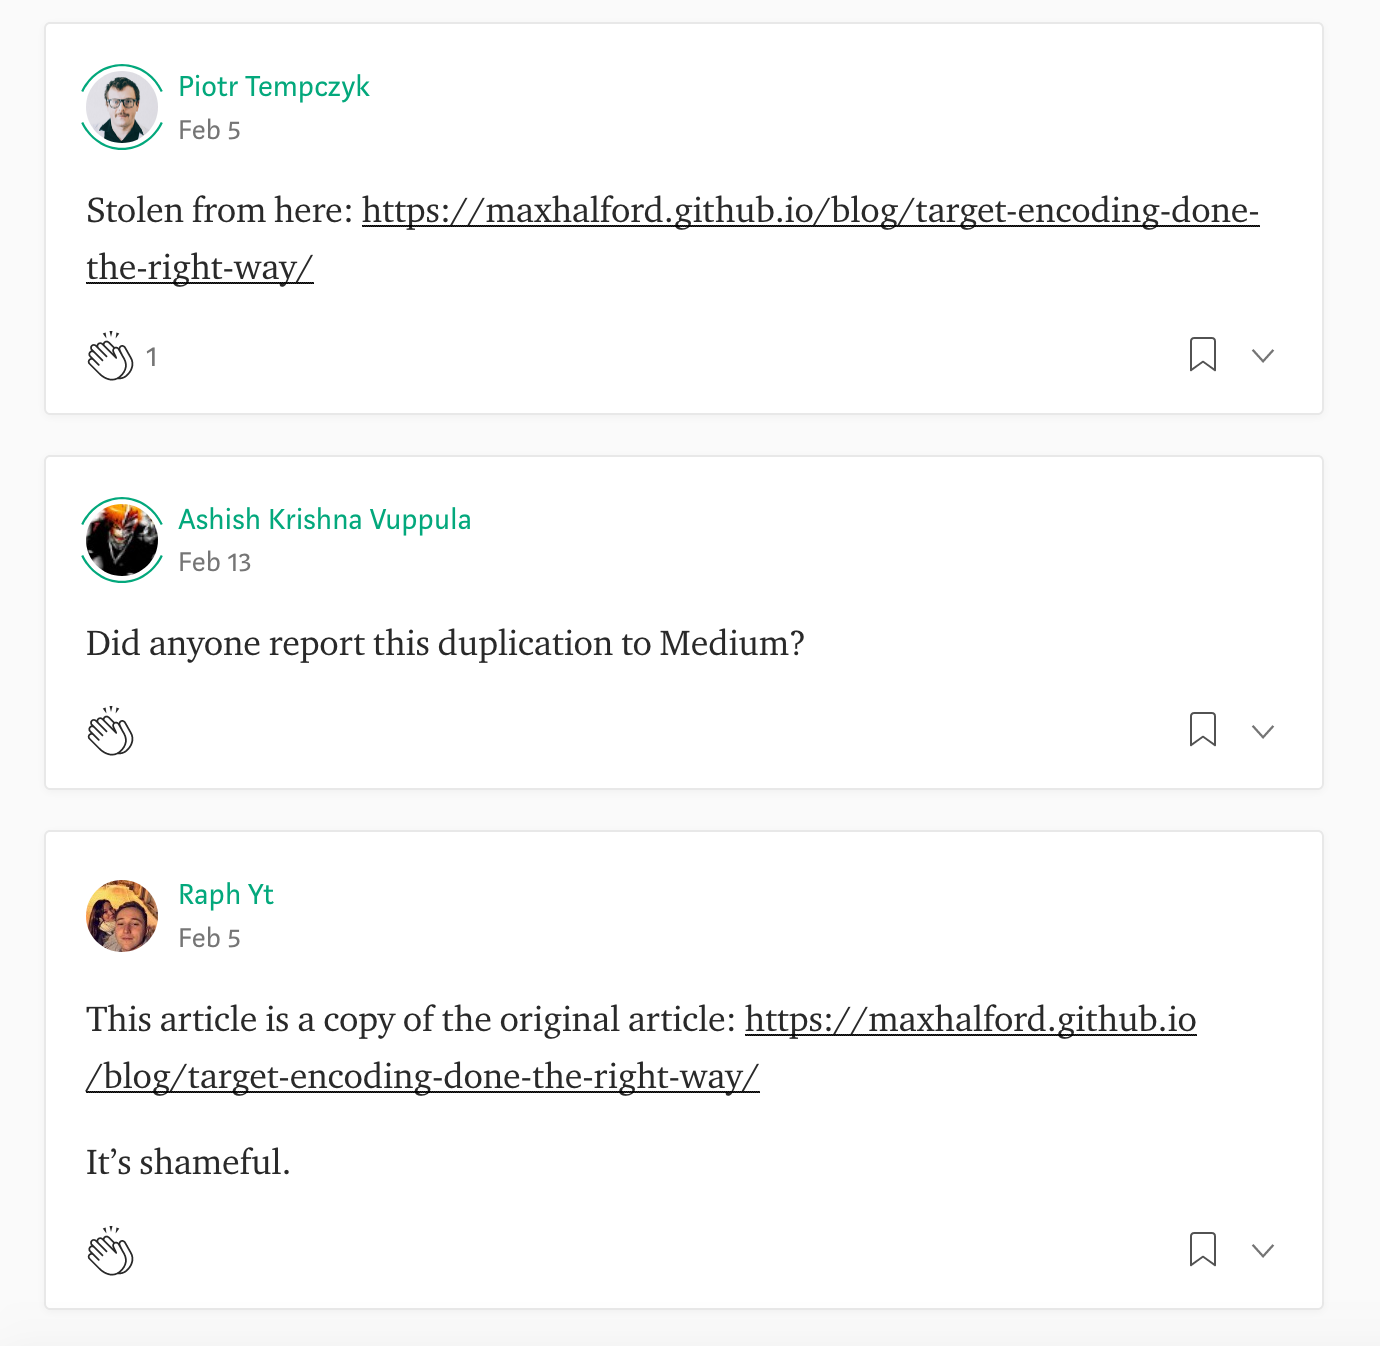 Piotr Tempczyk
Feb 5
Stolen from here: https://maxhalford.github.io/blog/target-encoding-done-
the-right-way/
1
Ashish Krishna Vuppula
Feb 13
Did anyone report this duplication to Medium?
Raph Yt
Feb 5
This article is a copy of the original article: https://maxhalford.github.io
/blog/target-encoding-done-the-right-way/
It’s shameful.